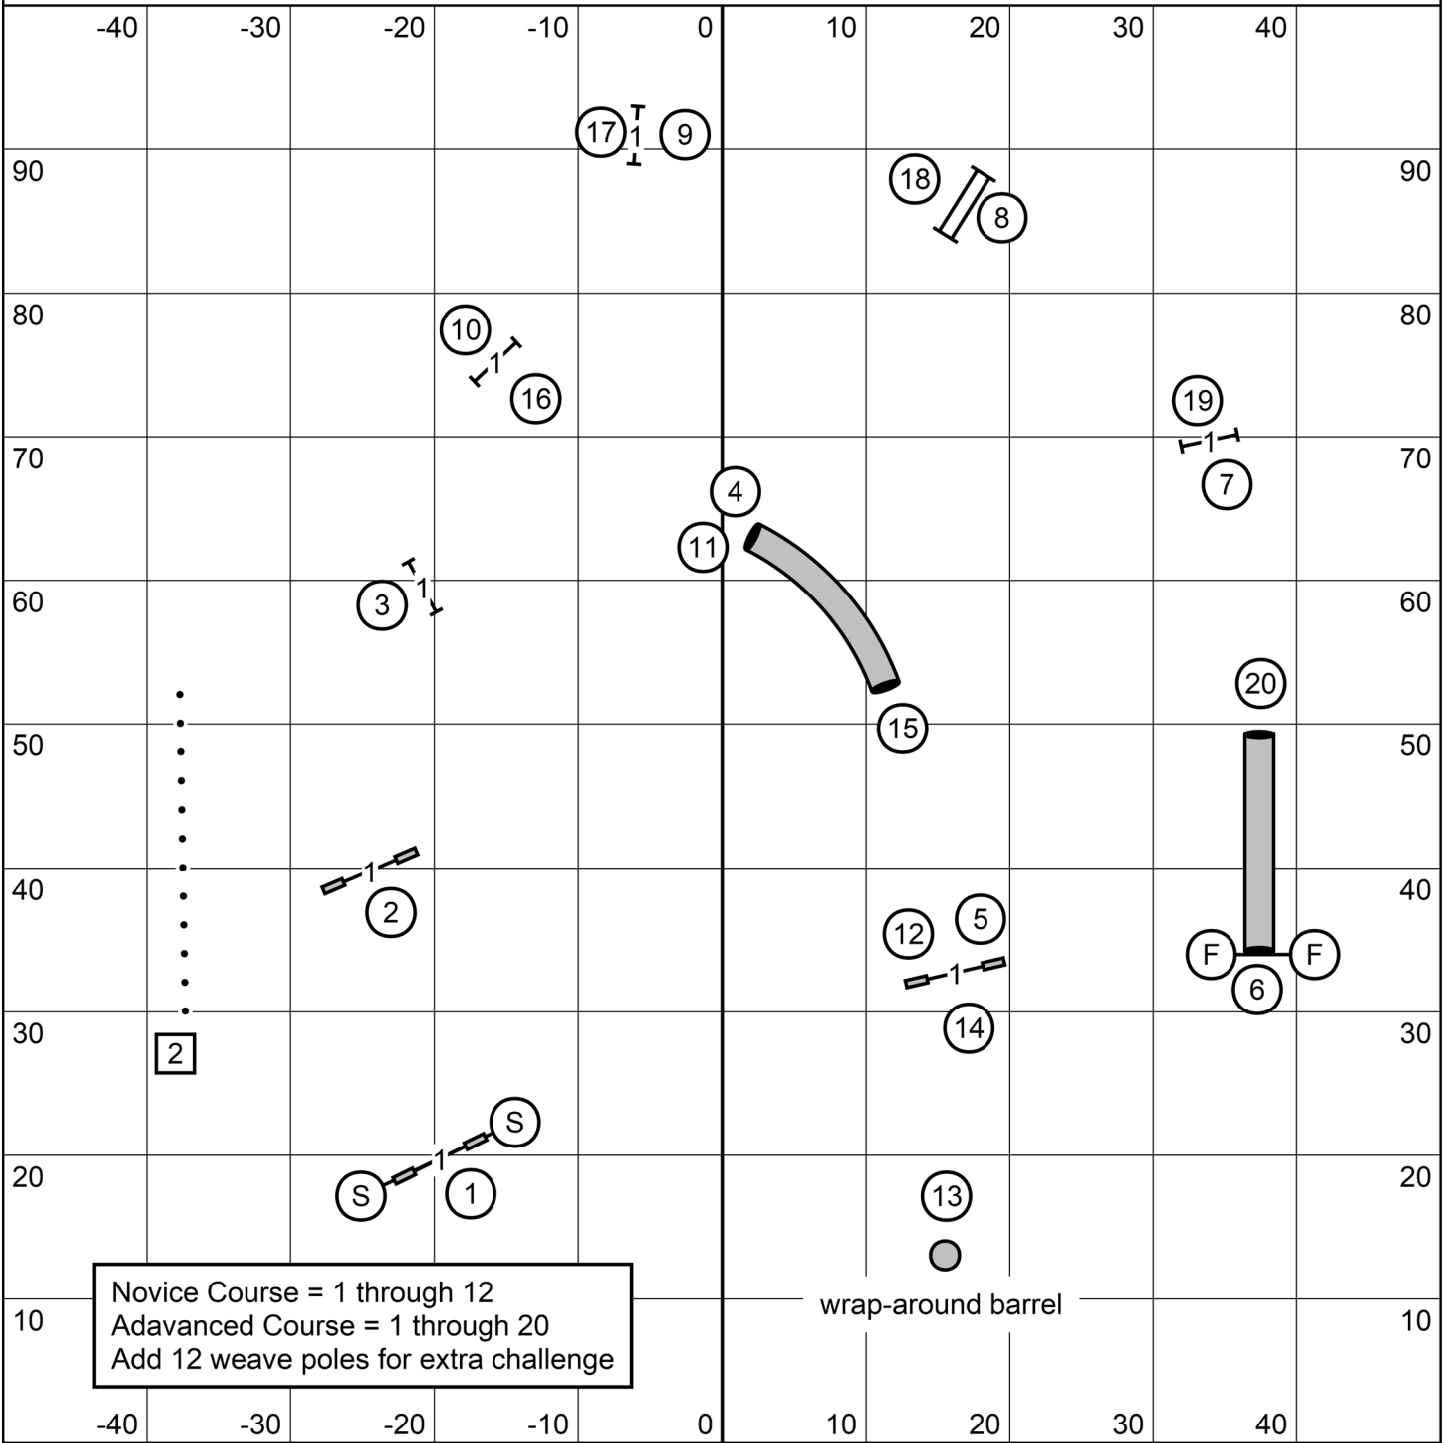 -40 -30 -20 -10 0 10 20 30 40
17 1 9
90 18 8 90
80 10 1 16 80
19
70 1 7 70
4
11
60 3 1 60
20
15
50 50
40 1 2 12 5 40
1 F F
6
14
30 2 30
S
1
20 S 1 13 20
Novice Course = 1 through 12
Adavanced Course = 1 through 20
Add 12 weave poles for extra challenge
wrap-around barrel
10 10
-40 -30 -20 -10 0 10 20 30 40